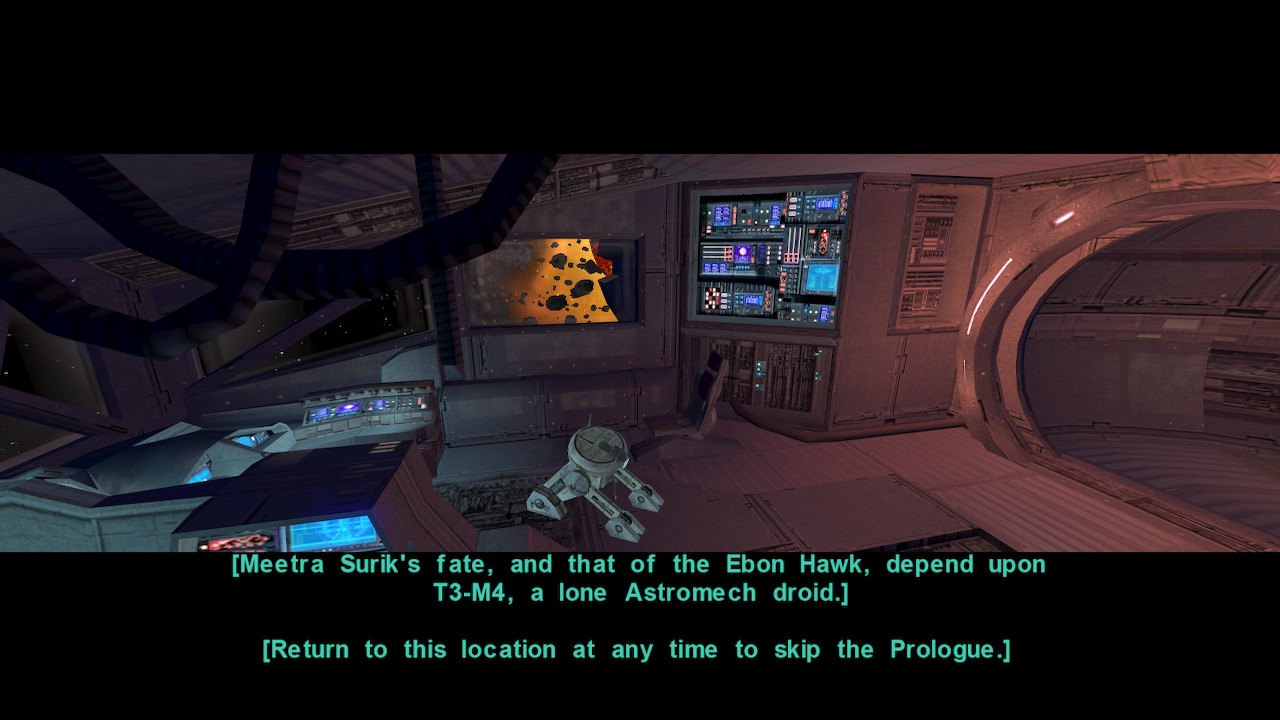 [Meetra Surik's fate, and that of the Ebon Hawk, depend upon
T3-M4, a lone Astromech droid.]
[Return to this location at any time to skip the Prologue.]